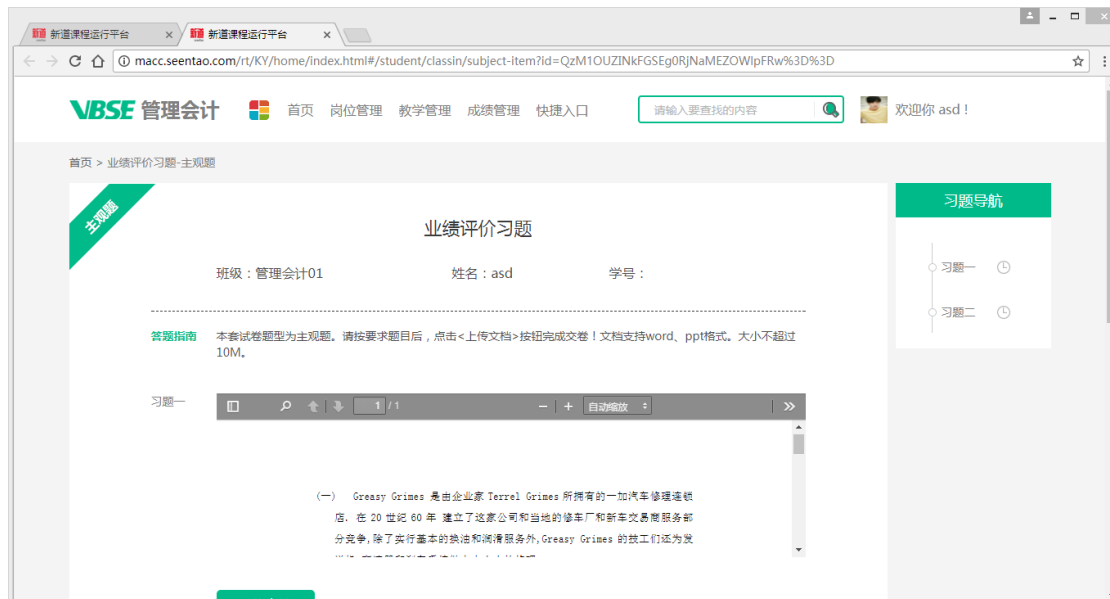 新道课程运行平台
新道课程运行平台
macc.seentao.com/rt/KY/home/index.html#/student/classin/subject-item?id=QzM1OUZINkFGSEg0RjNaMEZOWlpFRw%3D%3D
VBSE 管理会计 首页 岗位管理 教学管理 成绩管理 快捷入口 请输入要查找的内容 欢迎你 asd！
首页 > 业绩评价习题-主观题
主观题
习题导航
业绩评价习题
班级：管理会计01 姓名：asd 学号：
习题一
习题二
答题指南 本套试卷题型为主观题。请按要求题目后，点击<上传文档>按钮完成交卷！文档支持word、ppt格式。大小不超过
10M。
习题一
1 / 1 自动缩放
（一） Greasy Grimes 是由企业家 Terrel Grimes 所拥有的一加汽车修理连锁
店. 在 20 世纪 60 年 建立了这家公司和当地的修车厂和新车交易商服务部
分竞争,除了实行基本的换油和润滑服务外,Greasy Grimes 的技工们还为发